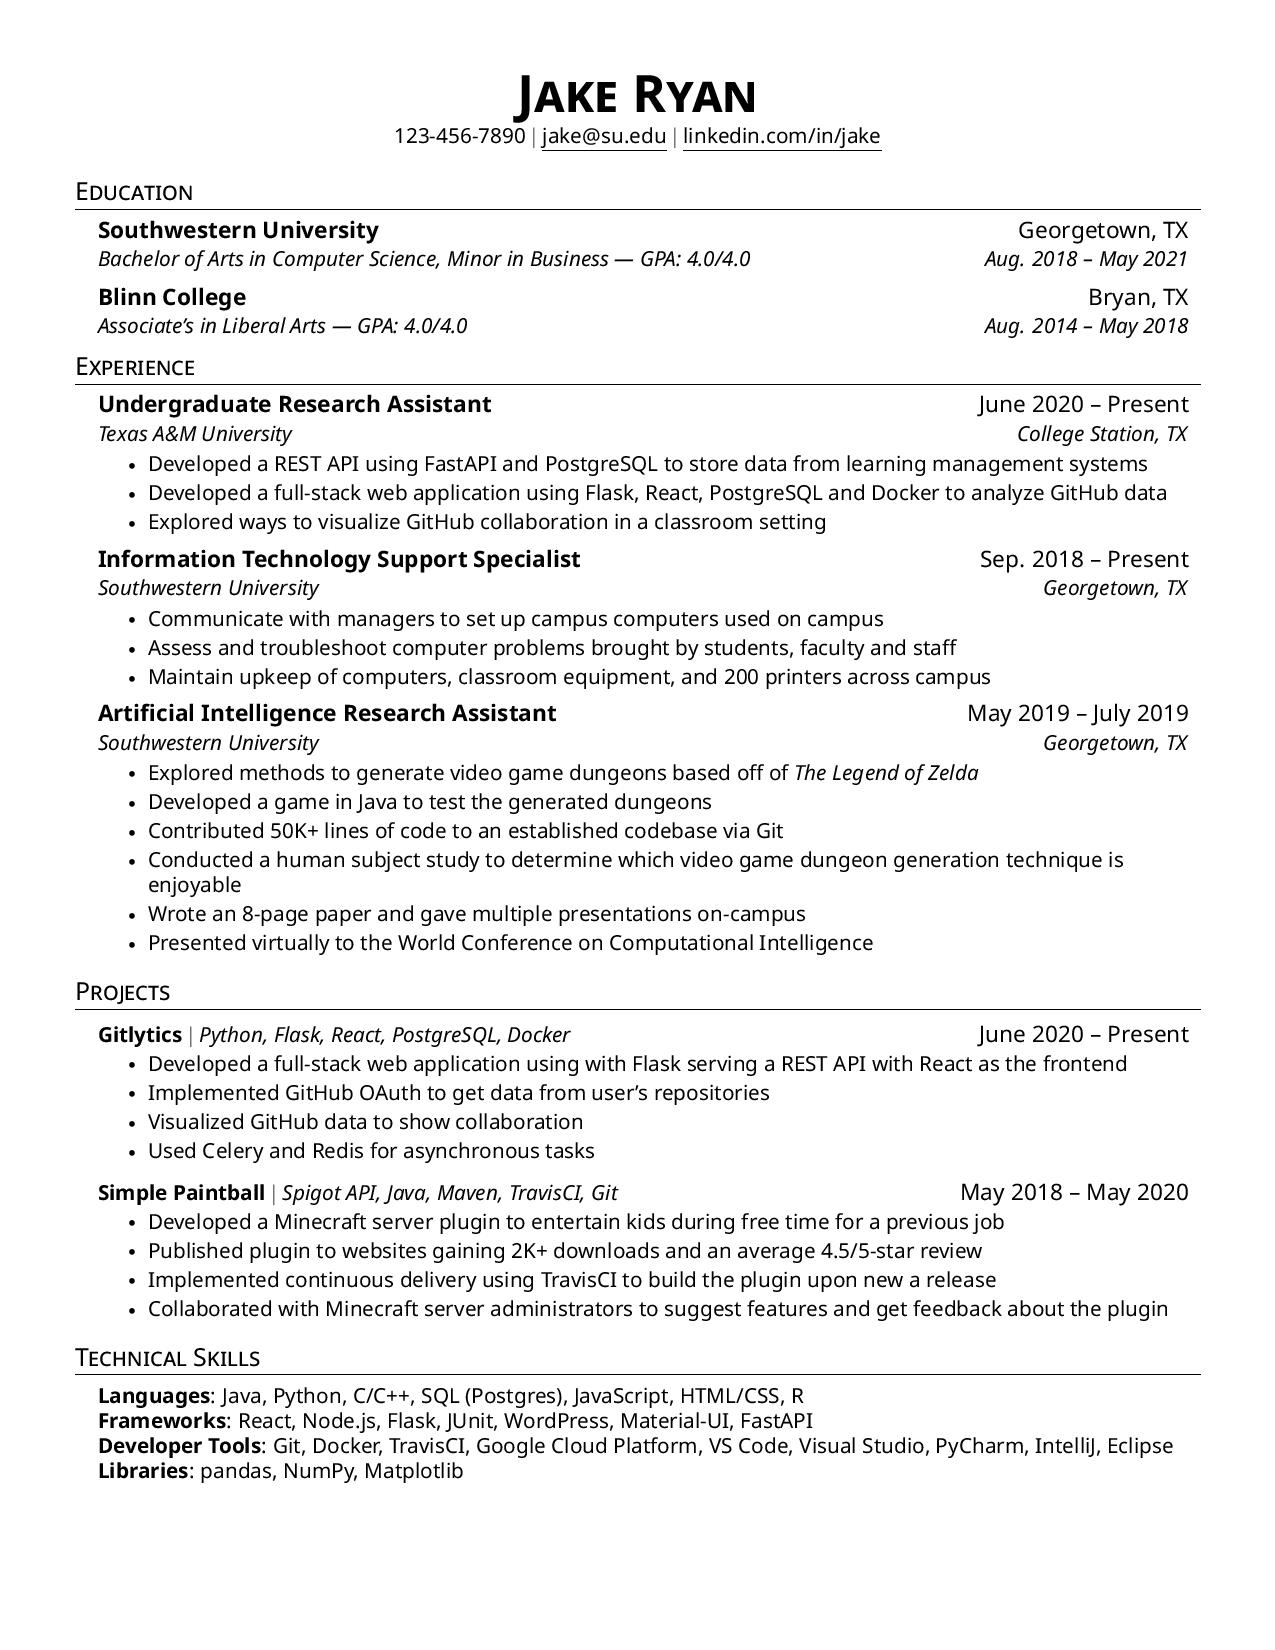 Jake Ryan
123-456-7890 | jake@su.edu | linkedin.com/in/jake
Education
Southwestern University Georgetown, TX
Bachelor of Arts in Computer Science, Minor in Business — GPA: 4.0/4.0 Aug. 2018 – May 2021
Blinn College Bryan, TX
Associate’s in Liberal Arts — GPA: 4.0/4.0 Aug. 2014 – May 2018
Experience
Undergraduate Research Assistant June 2020 – Present
Texas A&M University College Station, TX
• Developed a REST API using FastAPI and PostgreSQL to store data from learning management systems
• Developed a full-stack web application using Flask, React, PostgreSQL and Docker to analyze GitHub data
• Explored ways to visualize GitHub collaboration in a classroom setting
Information Technology Support Specialist Sep. 2018 – Present
Southwestern University Georgetown, TX
• Communicate with managers to set up campus computers used on campus
• Assess and troubleshoot computer problems brought by students, faculty and staff
• Maintain upkeep of computers, classroom equipment, and 200 printers across campus
Artificial Intelligence Research Assistant May 2019 – July 2019
Southwestern University Georgetown, TX
• Explored methods to generate video game dungeons based off of The Legend of Zelda
• Developed a game in Java to test the generated dungeons
• Contributed 50K+ lines of code to an established codebase via Git
• Conducted a human subject study to determine which video game dungeon generation technique is
enjoyable
• Wrote an 8-page paper and gave multiple presentations on-campus
• Presented virtually to the World Conference on Computational Intelligence
Projects
Gitlytics | Python, Flask, React, PostgreSQL, Docker June 2020 – Present
• Developed a full-stack web application using with Flask serving a REST API with React as the frontend
• Implemented GitHub OAuth to get data from user’s repositories
• Visualized GitHub data to show collaboration
• Used Celery and Redis for asynchronous tasks
Simple Paintball | Spigot API, Java, Maven, TravisCI, Git May 2018 – May 2020
• Developed a Minecraft server plugin to entertain kids during free time for a previous job
• Published plugin to websites gaining 2K+ downloads and an average 4.5/5-star review
• Implemented continuous delivery using TravisCI to build the plugin upon new a release
• Collaborated with Minecraft server administrators to suggest features and get feedback about the plugin
Technical Skills
Languages: Java, Python, C/C++, SQL (Postgres), JavaScript, HTML/CSS, R
Frameworks: React, Node.js, Flask, JUnit, WordPress, Material-UI, FastAPI
Developer Tools: Git, Docker, TravisCI, Google Cloud Platform, VS Code, Visual Studio, PyCharm, IntelliJ, Eclipse
Libraries: pandas, NumPy, Matplotlib